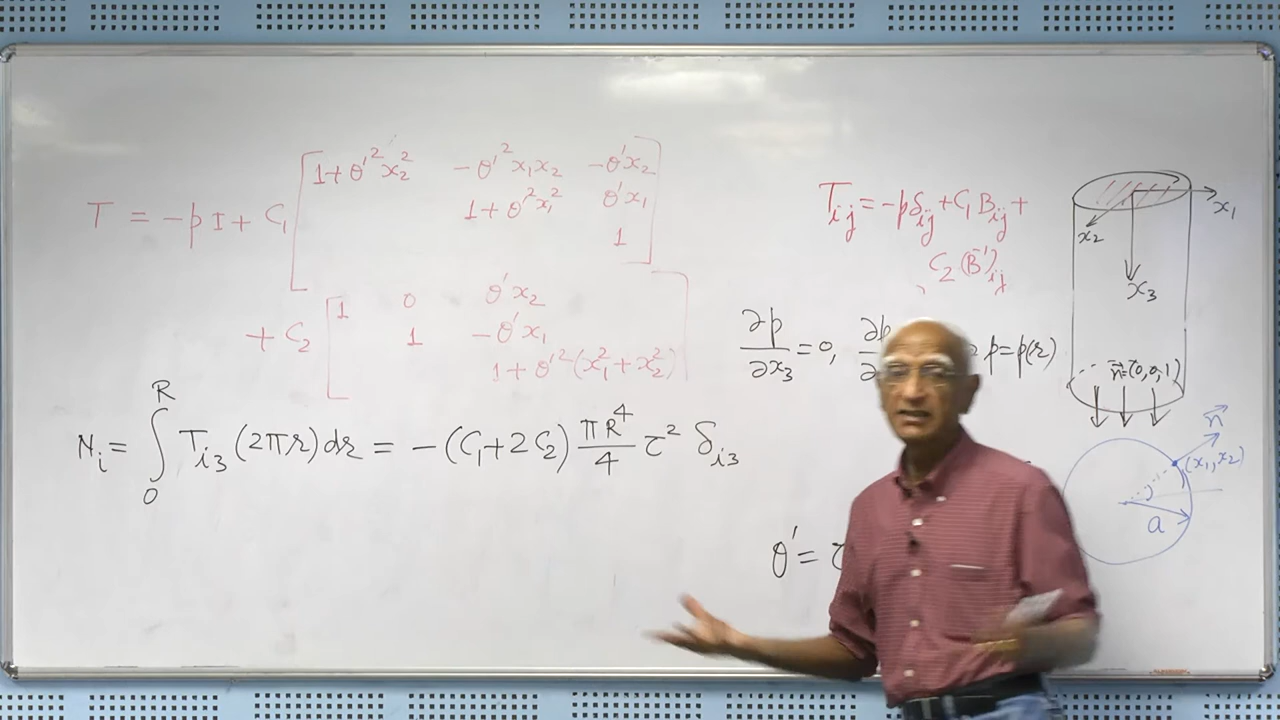 T = -pI + C₁ [ 1+θ'²x₂² -θ'²x₁x₂ -θ'x₂
1+θ'²x₁² θ'x₁
1 ]
+ C₂ [ 1 0 θ'x₂
1 -θ'x₁
1+θ'²(x₁²+x₂²) ]
Nᵢ = ∫₀ᴿ Tᵢ₃(2πr)dr = -(C₁+2C₂) πR⁴/4 τ² δᵢ₃
Tᵢⱼ = -pδᵢⱼ + C₁Bᵢⱼ +
C₂(B⁻¹)ᵢⱼ
∂p/∂x₃ = 0, p = p(r)
θ' = τ
x₁
x₂
x₃
n⃗=(0,0,1)
n⃗
(x₁, x₂)
a